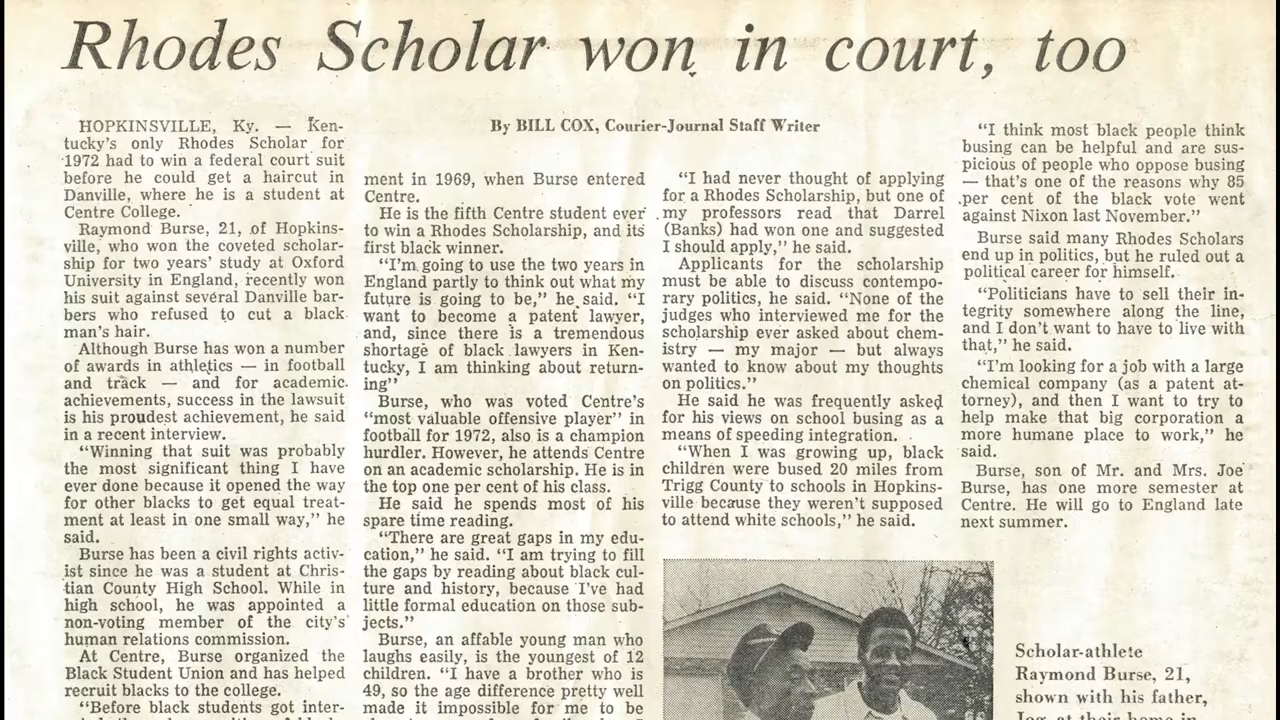 Rhodes Scholar won in court, too
By BILL COX, Courier-Journal Staff Writer
HOPKINSVILLE, Ky. — Ken-
tucky's only Rhodes Scholar for
1972 had to win a federal court suit
before he could get a haircut in
Danville, where he is a student at
Centre College.
Raymond Burse, 21, of Hopkins-
ville, who won the coveted scholar-
ship for two years' study at Oxford
University in England, recently won
his suit against several Danville bar-
bers who refused to cut a black
man's hair.
Although Burse has won a number
of awards in athletics — in football
and track — and for academic
achievements, success in the lawsuit
is his proudest achievement, he said
in a recent interview.
"Winning that suit was probably
the most significant thing I have
ever done because it opened the way
for other blacks to get equal treat-
ment at least in one small way," he
said.
Burse has been a civil rights activ-
ist since he was a student at Chris-
tian County High School. While in
high school, he was appointed a
non-voting member of the city's
human relations commission.
At Centre, Burse organized the
Black Student Union and has helped
recruit blacks to the college.
"Before black students got inter-
ment in 1969, when Burse entered
Centre.
He is the fifth Centre student ever
to win a Rhodes Scholarship, and its
first black winner.
"I'm going to use the two years in
England partly to think out what my
future is going to be," he said. "I
want to become a patent lawyer,
and, since there is a tremendous
shortage of black lawyers in Ken-
tucky, I am thinking about return-
ing"
Burse, who was voted Centre's
"most valuable offensive player" in
football for 1972, also is a champion
hurdler. However, he attends Centre
on an academic scholarship. He is in
the top one per cent of his class.
He said he spends most of his
spare time reading.
"There are great gaps in my edu-
cation," he said. "I am trying to fill
the gaps by reading about black cul-
ture and history, because I've had
little formal education on those sub-
jects."
Burse, an affable young man who
laughs easily, is the youngest of 12
children. "I have a brother who is
49, so the age difference pretty well
made it impossible for me to be
"I had never thought of applying
for a Rhodes Scholarship, but one of
my professors read that Darrel
(Banks) had won one and suggested
I should apply," he said.
Applicants for the scholarship
must be able to discuss contempo-
rary politics, he said. "None of the
judges who interviewed me for the
scholarship ever asked about chem-
istry — my major — but always
wanted to know about my thoughts
on politics."
He said he was frequently asked
for his views on school busing as a
means of speeding integration.
"When I was growing up, black
children were bused 20 miles from
Trigg County to schools in Hopkins-
ville because they weren't supposed
to attend white schools," he said.
"I think most black people think
busing can be helpful and are sus-
picious of people who oppose busing
— that's one of the reasons why 85
per cent of the black vote went
against Nixon last November."
Burse said many Rhodes Scholars
end up in politics, but he ruled out a
political career for himself.
"Politicians have to sell their in-
tegrity somewhere along the line,
and I don't want to have to live with
that," he said.
"I'm looking for a job with a large
chemical company (as a patent at-
torney), and then I want to try to
help make that big corporation a
more humane place to work," he
said.
Burse, son of Mr. and Mrs. Joe
Burse, has one more semester at
Centre. He will go to England late
next summer.
Scholar-athlete
Raymond Burse, 21,
shown with his father,
Joe, at their home in